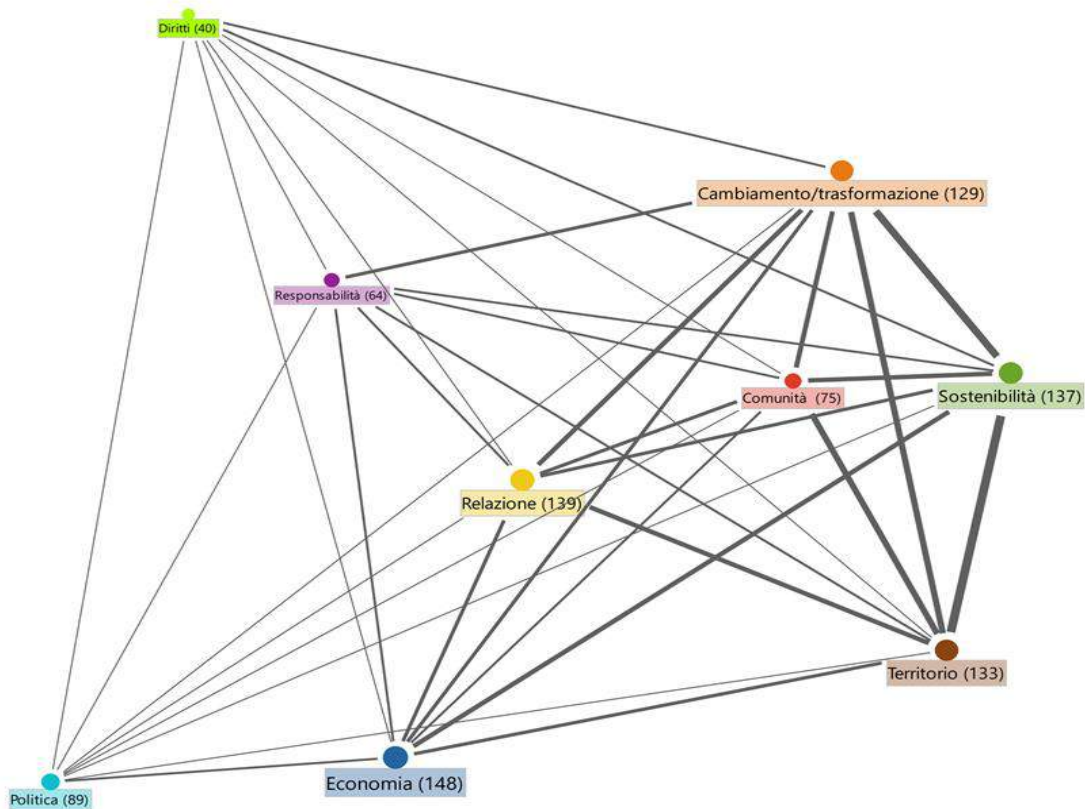 Diritti (40)
Cambiamento/trasformazione (129)
Responsabilità (64)
Comunità  (75)
Sostenibilità (137)
Relazione (139)
Territorio (133)
Economia (148)
Politica (89)